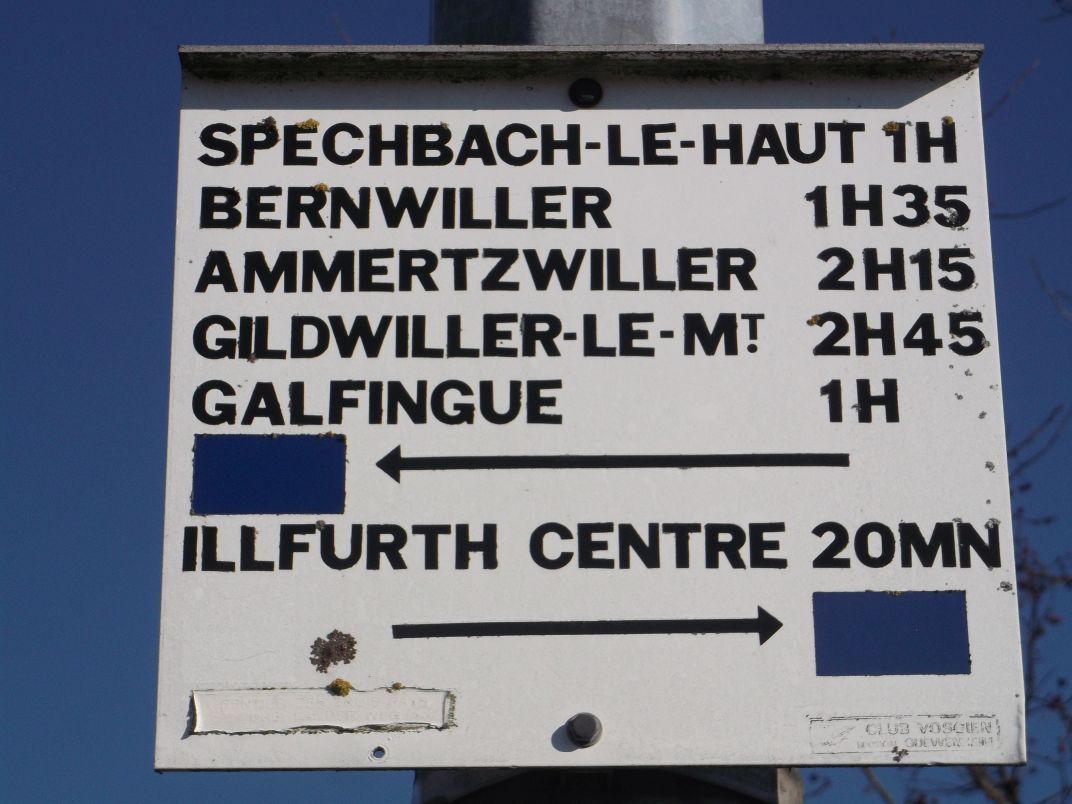 SPECHBACH-LE-HAUT 1H
BERNWILLER 1H35
AMMERTZWILLER 2H15
GILDWILLER-LE-MT 2H45
GALFINGUE 1H
ILLFURTH CENTRE 20MN
CLUB VOSGIEN